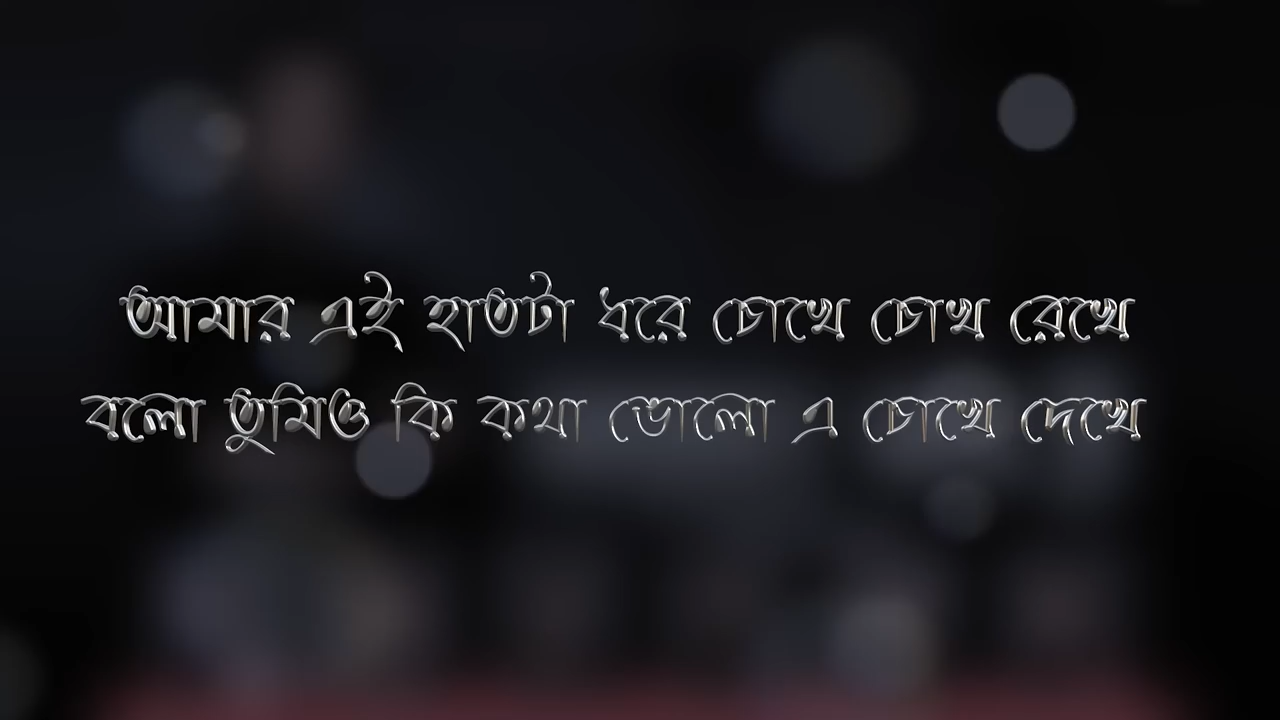 আমার এই হাতটা ধরে চোখে চোখ রেখে
বলো তুমিও কি কথা ভোলো এ চোখে দেখে